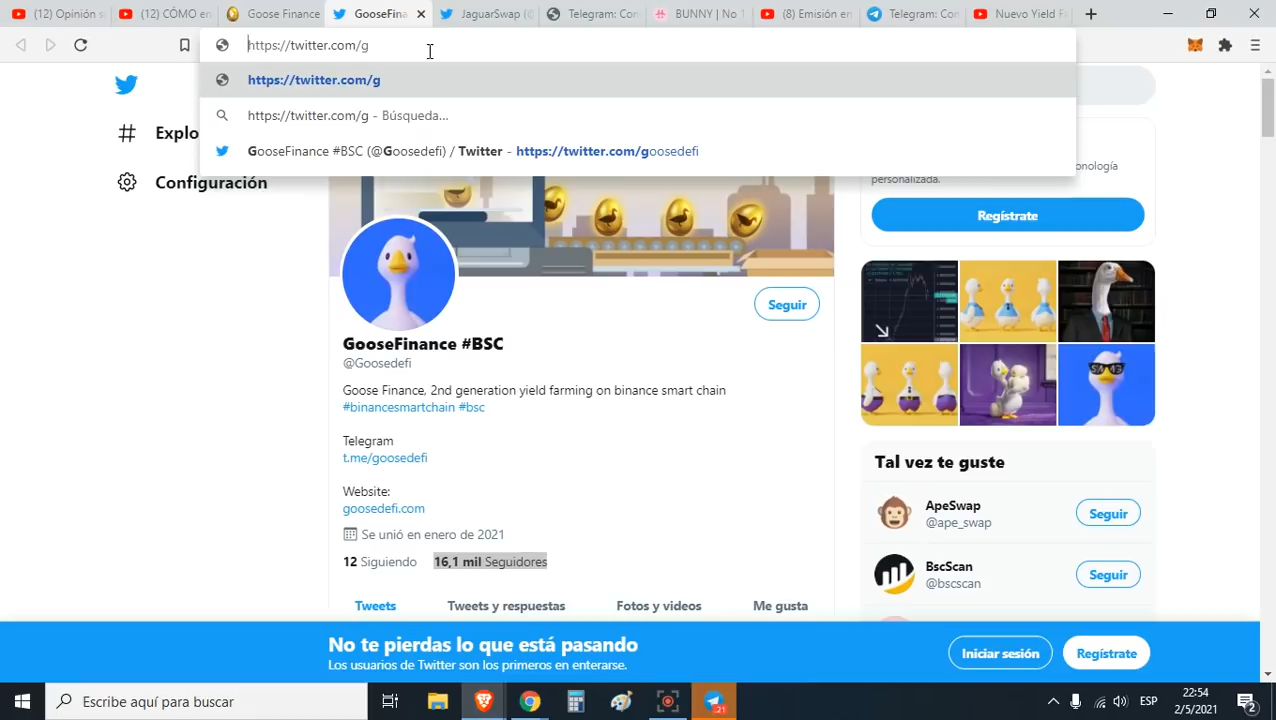 (12) Opinión s
(12) CÓMO en
Goose Finance
GooseFina
JaguarSwap (@
Telegram: Con
BUNNY | No 1
(8) Emisión en
Telegram: Con
Nuevo Yield Fa
https://twitter.com/g
https://twitter.com/g
https://twitter.com/g - Búsqueda...
GooseFinance #BSC (@Goosedefi) / Twitter - https://twitter.com/goosedefi
Explo
Configuración
onología
personalizada.
Regístrate
Seguir
GooseFinance #BSC
@Goosedefi
Goose Finance, 2nd generation yield farming on binance smart chain
#binancesmartchain #bsc
Telegram
t.me/goosedefi
Website:
goosedefi.com
Se unió en enero de 2021
12 Siguiendo 16,1 mil Seguidores
Tweets Tweets y respuestas Fotos y videos Me gusta
Tal vez te guste
ApeSwap
@ape_swap
Seguir
BscScan
@bscscan
Seguir
No te pierdas lo que está pasando
Los usuarios de Twitter son los primeros en enterarse.
Iniciar sesión
Regístrate
Escribe aquí para buscar
21
ESP
22:54
2/5/2021
2